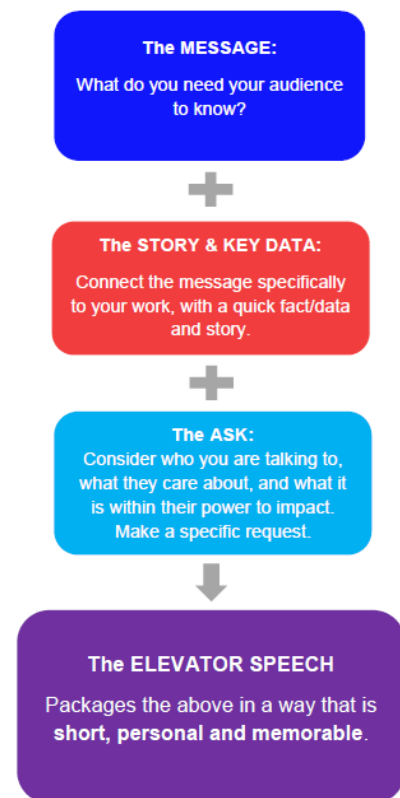 The MESSAGE:
What do you need your audience
to know?
The STORY & KEY DATA:
Connect the message specifically
to your work, with a quick fact/data
and story.
The ASK:
Consider who you are talking to,
what they care about, and what it
is within their power to impact.
Make a specific request.
The ELEVATOR SPEECH
Packages the above in a way that is
short, personal and memorable.